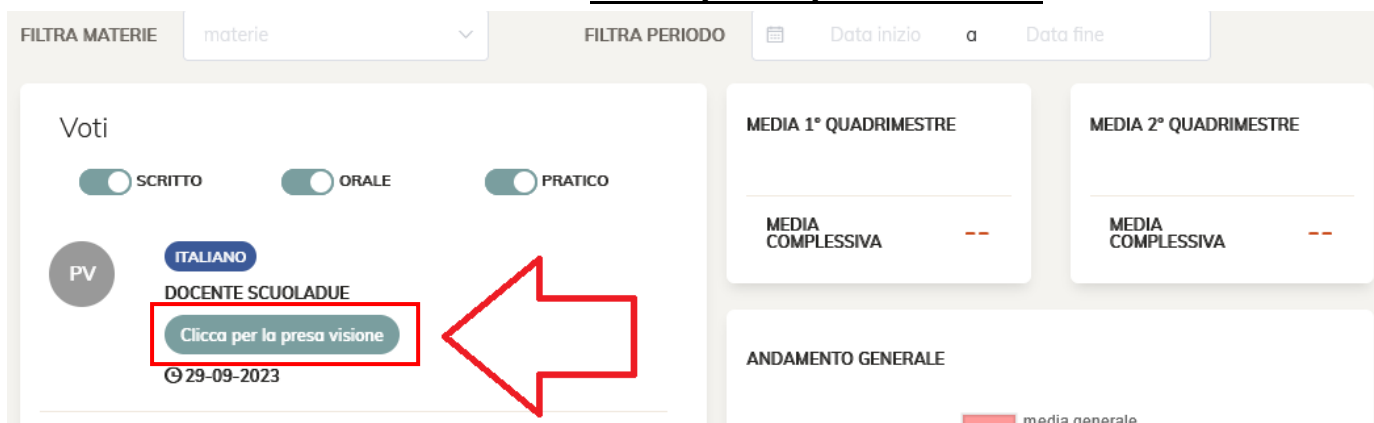 FILTRA MATERIE materie FILTRA PERIODO Data inizio a Data fine
Voti
SCRITTO ORALE PRATICO
PV
ITALIANO
DOCENTE SCUOLADUE
Clicca per la presa visione
29-09-2023
MEDIA 1° QUADRIMESTRE
MEDIA
COMPLESSIVA --
MEDIA 2° QUADRIMESTRE
MEDIA
COMPLESSIVA --
ANDAMENTO GENERALE
media generale